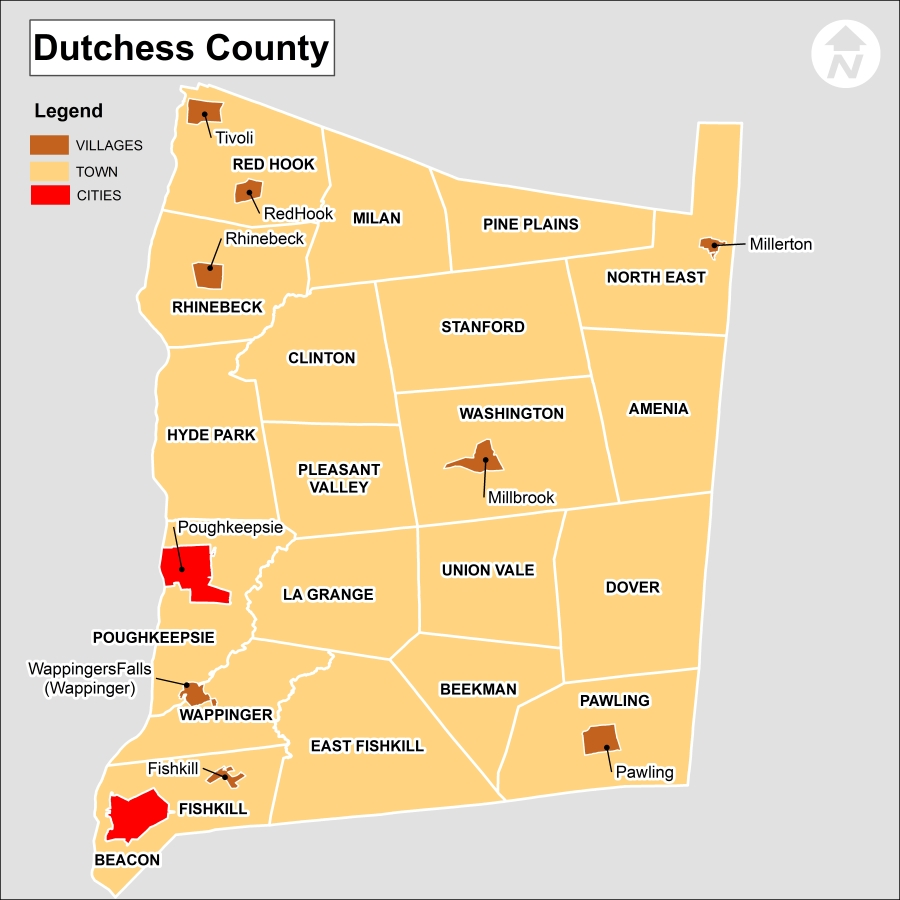 Dutchess County
N
Legend
VILLAGES
TOWN
CITIES
Tivoli
RED HOOK
RedHook
MILAN
PINE PLAINS
Rhinebeck
Millerton
NORTH EAST
RHINEBECK
STANFORD
CLINTON
WASHINGTON
AMENIA
HYDE PARK
PLEASANT
VALLEY
Millbrook
Poughkeepsie
UNION VALE
DOVER
LA GRANGE
POUGHKEEPSIE
WappingersFalls
(Wappinger)
BEEKMAN
PAWLING
WAPPINGER
EAST FISHKILL
Fishkill
Pawling
FISHKILL
BEACON